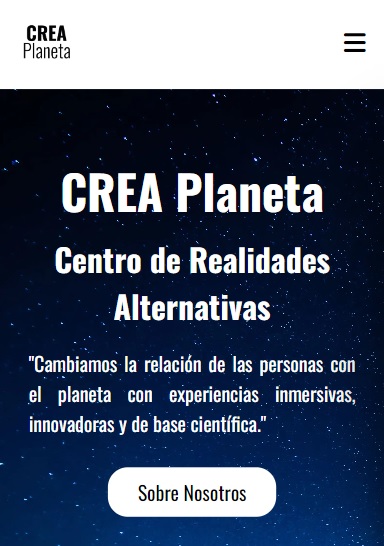 CREA
Planeta
CREA Planeta
Centro de Realidades
Alternativas
"Cambiamos la relación de las personas con
el planeta con experiencias inmersivas,
innovadoras y de base científica."
Sobre Nosotros